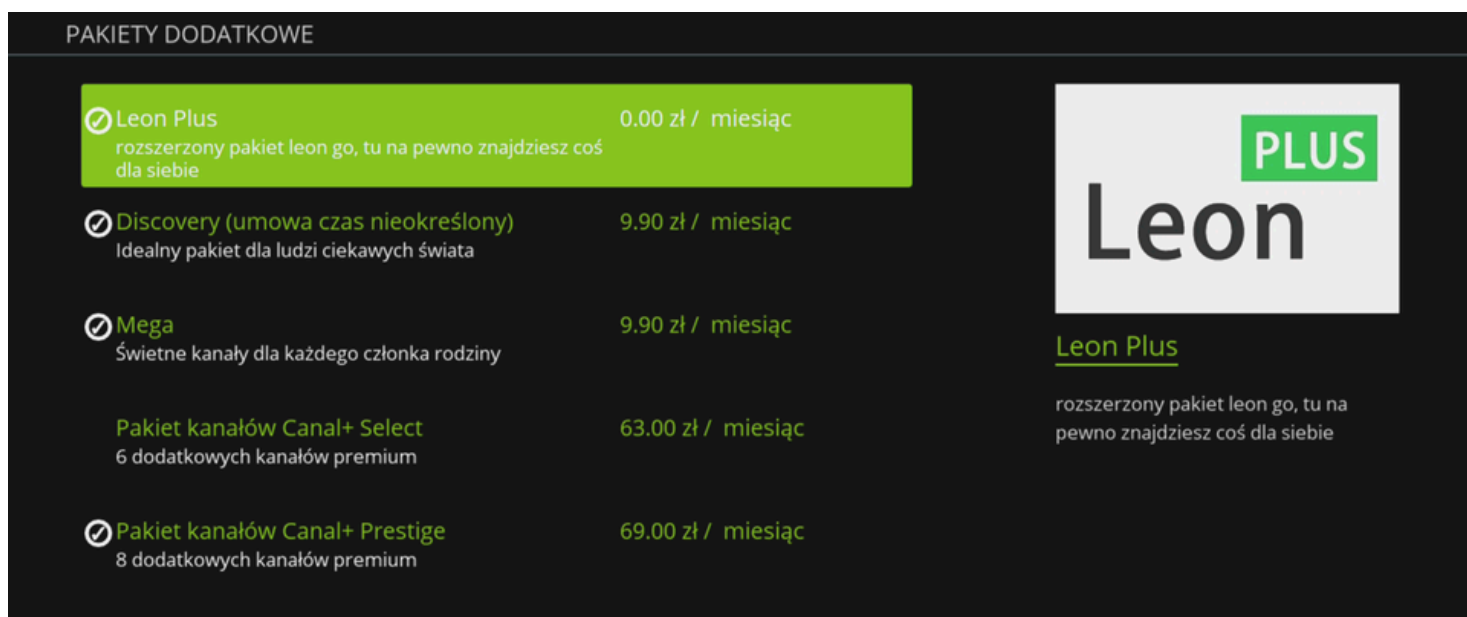 PAKIETY DODATKOWE
Leon Plus 0.00 zł / miesiąc
rozszerzony pakiet leon go, tu na pewno znajdziesz coś
dla siebie
Discovery (umowa czas nieokreślony) 9.90 zł / miesiąc
Idealny pakiet dla ludzi ciekawych świata
Mega 9.90 zł / miesiąc
Świetne kanały dla każdego członka rodziny
Pakiet kanałów Canal+ Select 63.00 zł / miesiąc
6 dodatkowych kanałów premium
Pakiet kanałów Canal+ Prestige 69.00 zł / miesiąc
8 dodatkowych kanałów premium
PLUS
Leon
Leon Plus
rozszerzony pakiet leon go, tu na
pewno znajdziesz coś dla siebie